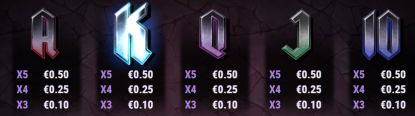 A K Q J 10
X5 €0.50 X5 €0.50 X5 €0.50 X5 €0.50 X5 €0.50
X4 €0.25 X4 €0.25 X4 €0.25 X4 €0.25 X4 €0.25
X3 €0.10 X3 €0.10 X3 €0.10 X3 €0.10 X3 €0.10